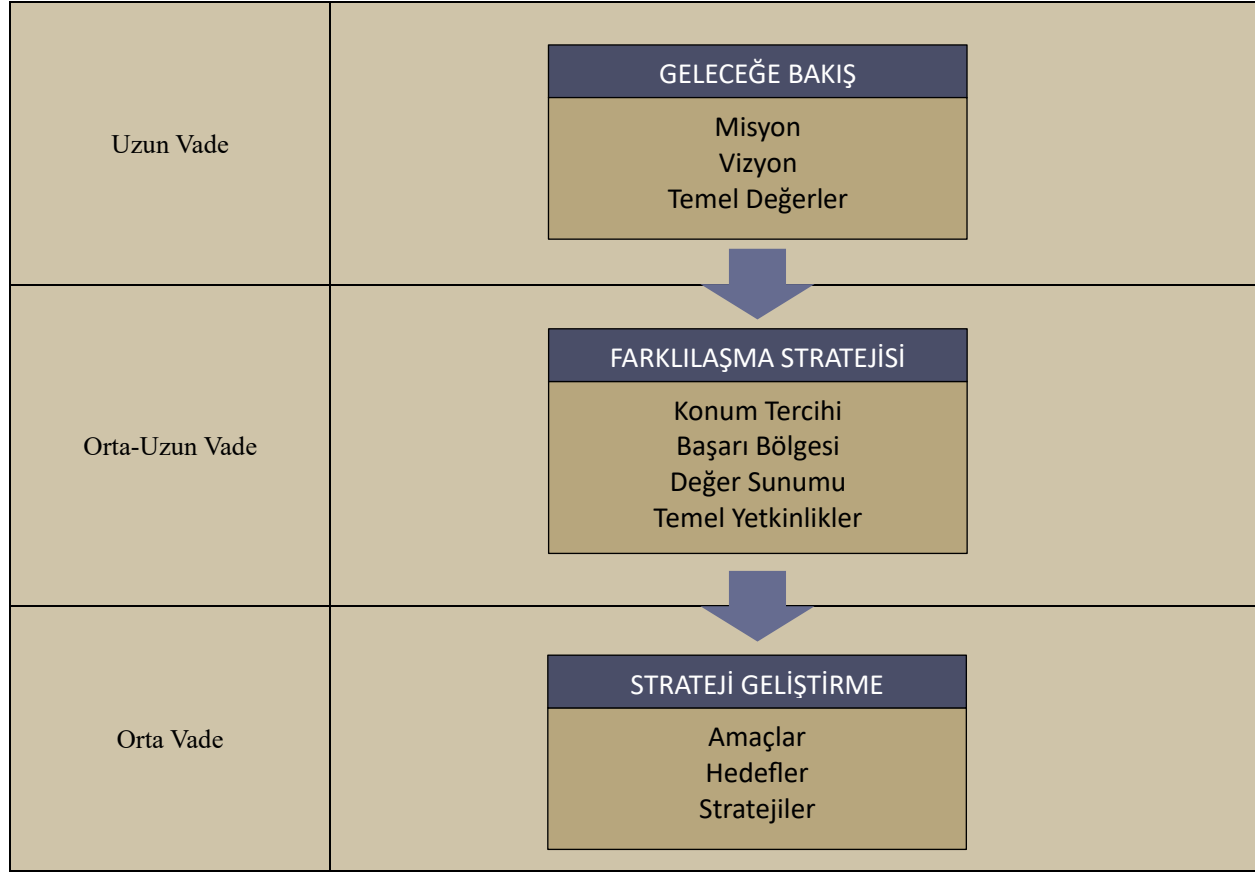 Uzun Vade
GELECEĞE BAKIŞ
Misyon
Vizyon
Temel Değerler
Orta-Uzun Vade
FARKLILAŞMA STRATEJİSİ
Konum Tercihi
Başarı Bölgesi
Değer Sunumu
Temel Yetkinlikler
Orta Vade
STRATEJİ GELİŞTİRME
Amaçlar
Hedefler
Stratejiler